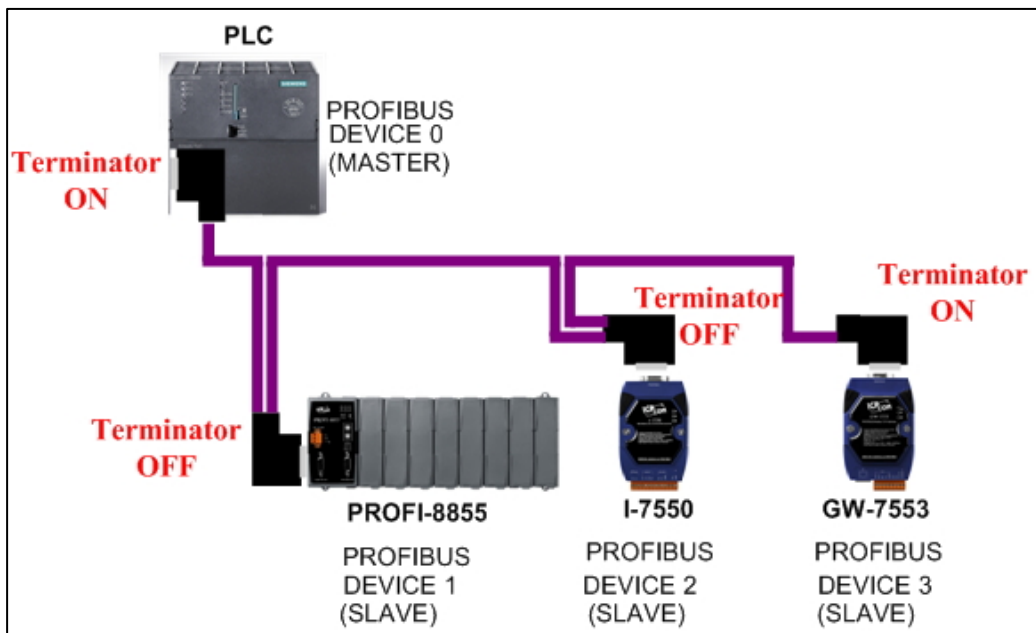 PLC
SIEMENS
PROFIBUS
DEVICE 0
(MASTER)
Terminator
ON
Terminator
OFF
Terminator
ON
Terminator
OFF
PROFI-8855
PROFIBUS
DEVICE 1
(SLAVE)
I-7550
PROFIBUS
DEVICE 2
(SLAVE)
GW-7553
PROFIBUS
DEVICE 3
(SLAVE)